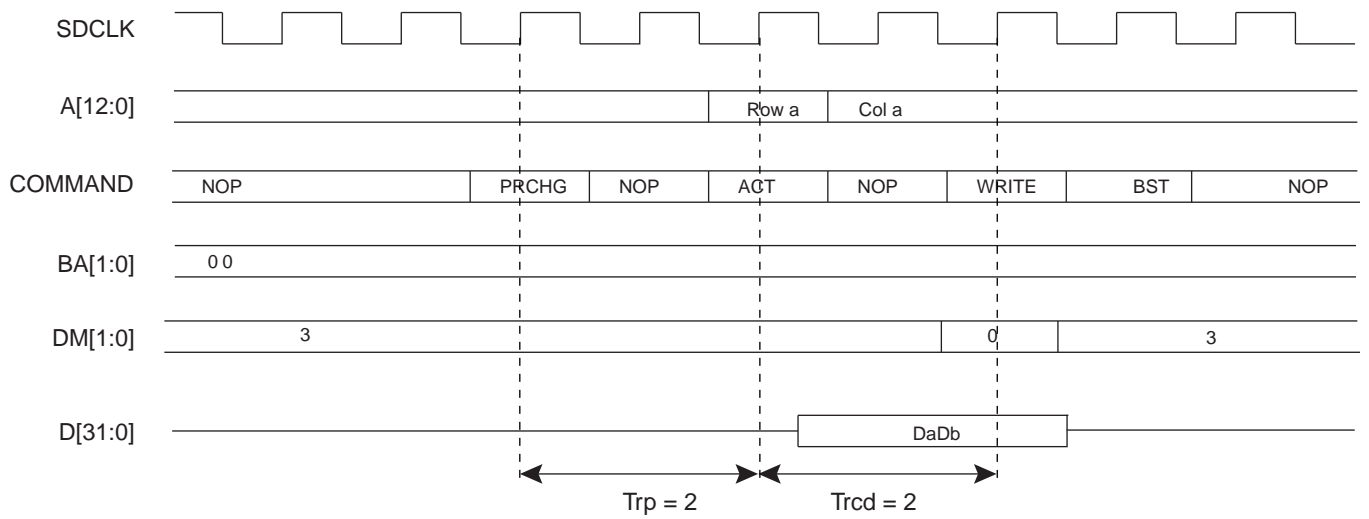 SDCLK
A[12:0] Row a Col a
COMMAND NOP PRCHG NOP ACT NOP WRITE BST NOP
BA[1:0] 0 0
DM[1:0] 3 0 3
D[31:0] DaDb
Trp = 2 Trcd = 2